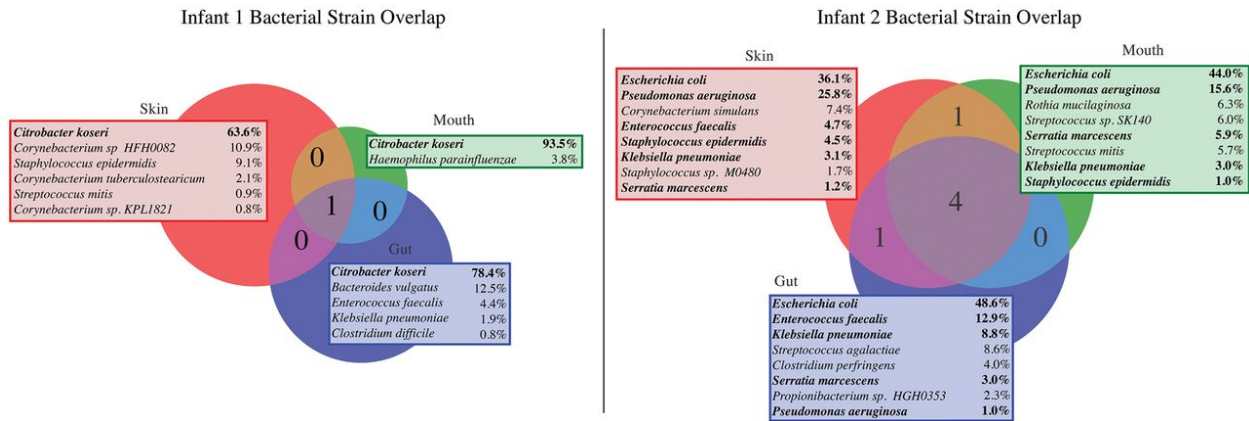 Infant 1 Bacterial Strain Overlap
Skin
Citrobacter koseri 63.6%
Corynebacterium sp HFH0082 10.9%
Staphylococcus epidermidis 9.1%
Corynebacterium tuberculostearicum 2.1%
Streptococcus mitis 0.9%
Corynebacterium sp. KPL1821 0.8%
Mouth
Citrobacter koseri 93.5%
Haemophilus parainfluenzae 3.8%
0
1
0
0
Gut
Citrobacter koseri 78.4%
Bacteroides vulgatus 12.5%
Enterococcus faecalis 4.4%
Klebsiella pneumoniae 1.9%
Clostridium difficile 0.8%
Infant 2 Bacterial Strain Overlap
Skin
Escherichia coli 36.1%
Pseudomonas aeruginosa 25.8%
Corynebacterium simulans 7.4%
Enterococcus faecalis 4.7%
Staphylococcus epidermidis 4.5%
Klebsiella pneumoniae 3.1%
Staphylococcus sp. M0480 1.7%
Serratia marcescens 1.2%
Mouth
Escherichia coli 44.0%
Pseudomonas aeruginosa 15.6%
Rothia mucilaginosa 6.3%
Streptococcus sp. SK140 6.0%
Serratia marcescens 5.9%
Streptococcus mitis 5.7%
Klebsiella pneumoniae 3.0%
Staphylococcus epidermidis 1.0%
1
4
1
0
Gut
Escherichia coli 48.6%
Enterococcus faecalis 12.9%
Klebsiella pneumoniae 8.8%
Streptococcus agalactiae 8.6%
Clostridium perfringens 4.0%
Serratia marcescens 3.0%
Propionibacterium sp. HGH0353 2.3%
Pseudomonas aeruginosa 1.0%